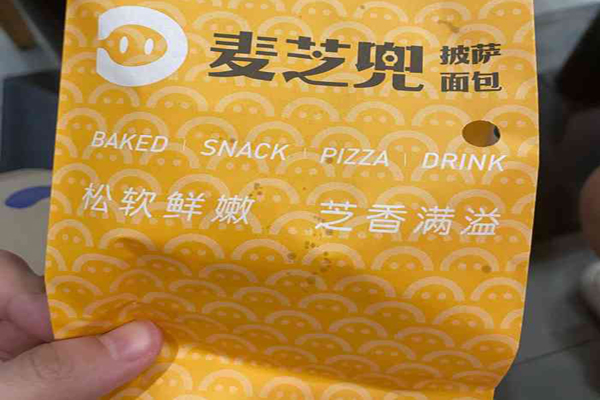 麦芝兜 披萨
面包
BAKED | SNACK | PIZZA | DRINK
松软鲜嫩 芝香满溢